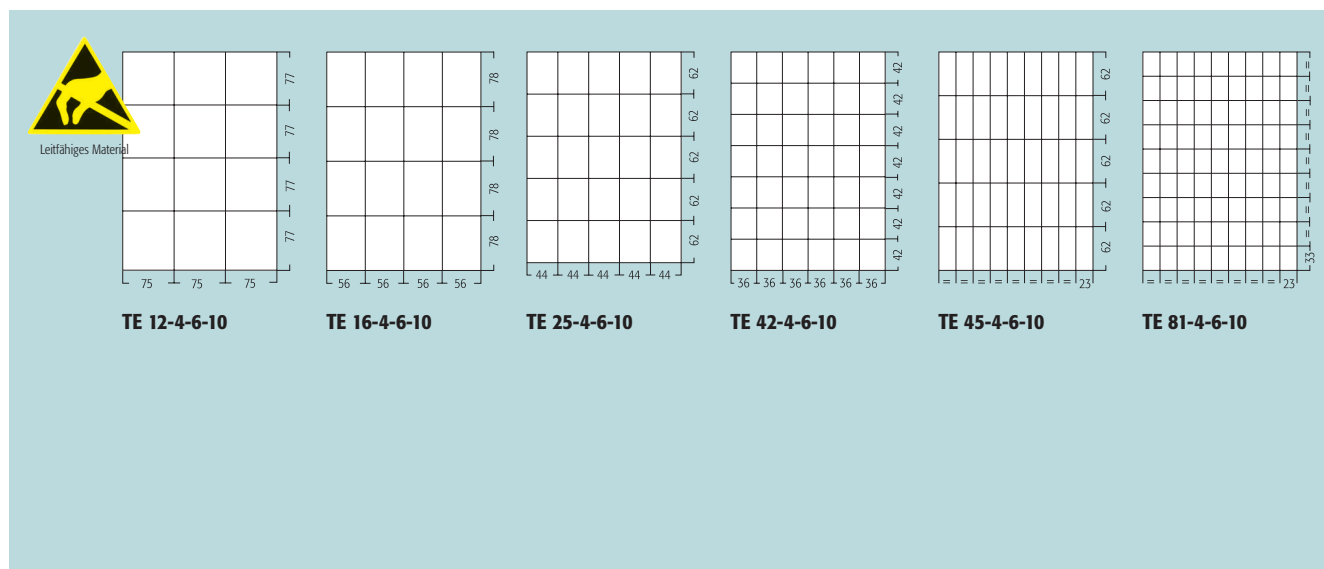 Leitfähiges Material
77
77
77
77
75 75 75
TE 12-4-6-10
78
78
78
78
56 56 56 56
TE 16-4-6-10
62
62
62
62
62
44 44 44 44 44
TE 25-4-6-10
42
42
42
42
42
42
42
36 36 36 36 36 36
TE 42-4-6-10
62
62
62
62
62
= = = = = = = = 23
TE 45-4-6-10
=
=
=
=
=
=
=
=
33
= = = = = = = = 23
TE 81-4-6-10